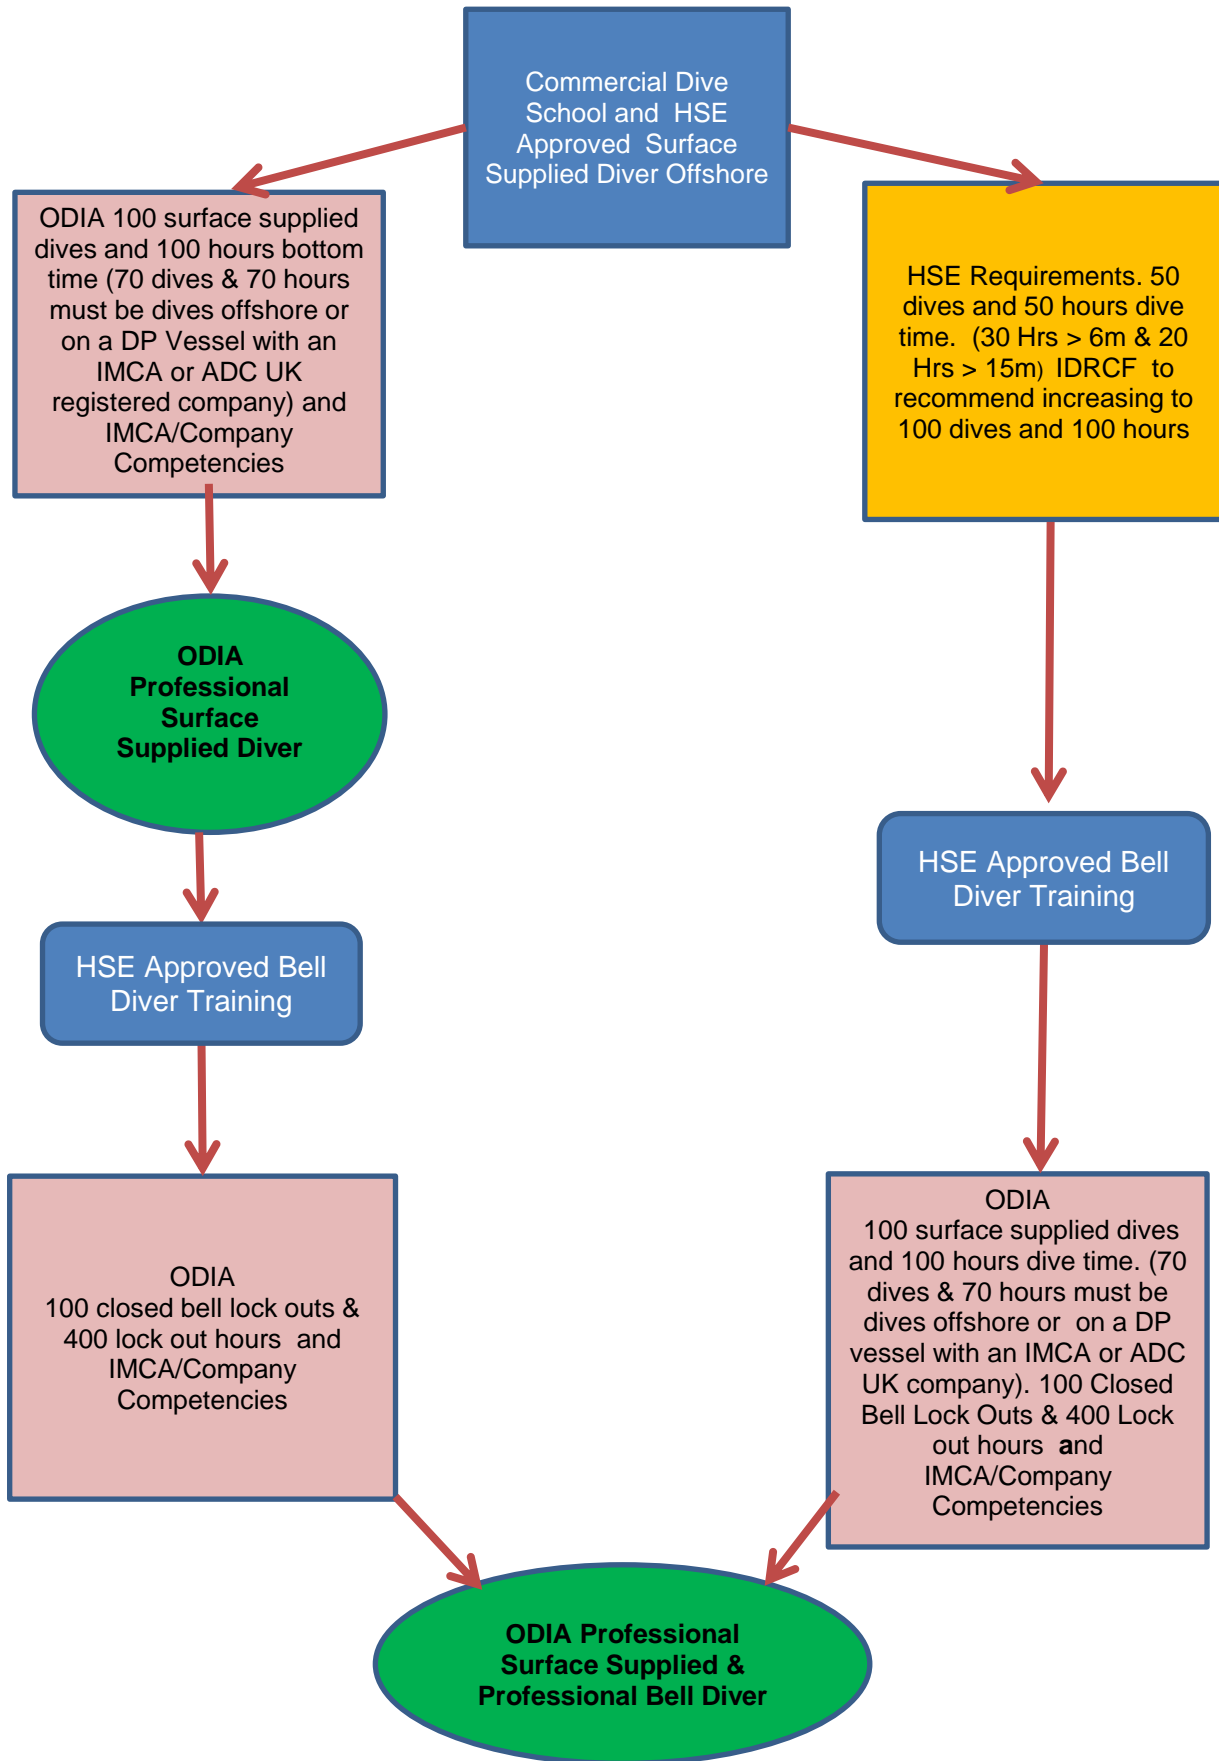 Commercial Dive
School and HSE
Approved Surface
Supplied Diver Offshore
ODIA 100 surface supplied
dives and 100 hours bottom
time (70 dives & 70 hours
must be dives offshore or
on a DP Vessel with an
IMCA or ADC UK
registered company) and
IMCA/Company
Competencies
HSE Requirements. 50
dives and 50 hours dive
time. (30 Hrs > 6m & 20
Hrs > 15m) IDRCF to
recommend increasing to
100 dives and 100 hours
ODIA
Professional
Surface
Supplied Diver
HSE Approved Bell
Diver Training
HSE Approved Bell
Diver Training
ODIA
100 closed bell lock outs &
400 lock out hours and
IMCA/Company
Competencies
ODIA
100 surface supplied dives
and 100 hours dive time. (70
dives & 70 hours must be
dives offshore or on a DP
vessel with an IMCA or ADC
UK company). 100 Closed
Bell Lock Outs & 400 Lock
out hours and
IMCA/Company
Competencies
ODIA Professional
Surface Supplied &
Professional Bell Diver